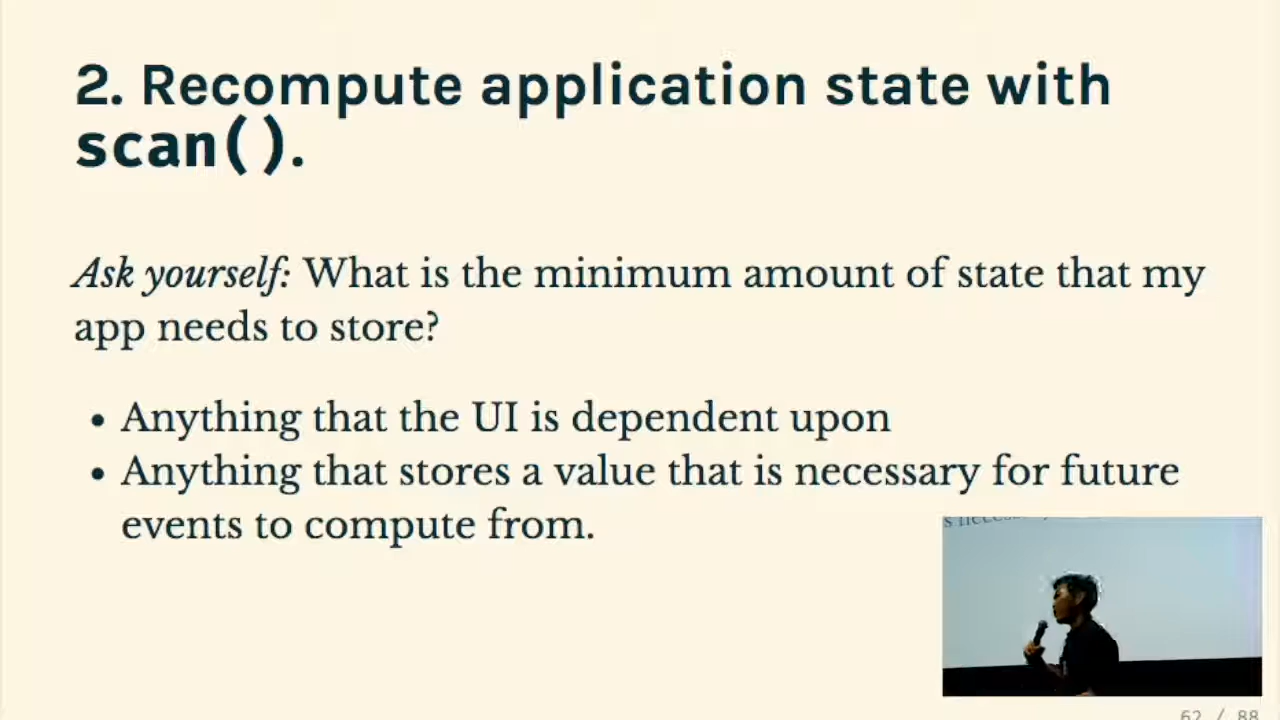 2. Recompute application state with
scan().
Ask yourself: What is the minimum amount of state that my
app needs to store?
• Anything that the UI is dependent upon
• Anything that stores a value that is necessary for future
events to compute from.
62 / 88